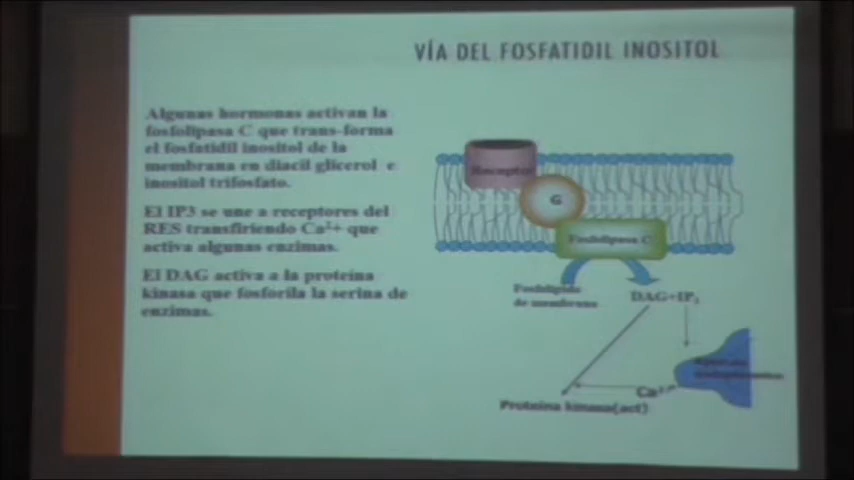 VÍA DEL FOSFATIDIL INOSITOL
Algunas hormonas activan la
fosfolipasa C que trans-forma
el fosfatidil inositol de la
membrana en diacil glicerol e
inositol trifosfato.
El IP3 se une a receptores del
RES transfiriendo Ca²+ que
activa algunas enzimas.
El DAG activa a la proteína
kinasa que fosforila la serina de
enzimas.
Receptor
G
Fosfolipasa C
Fosfolípido
de membrana
DAG+IP₃
Ca²⁺
Proteína kinasa(act)